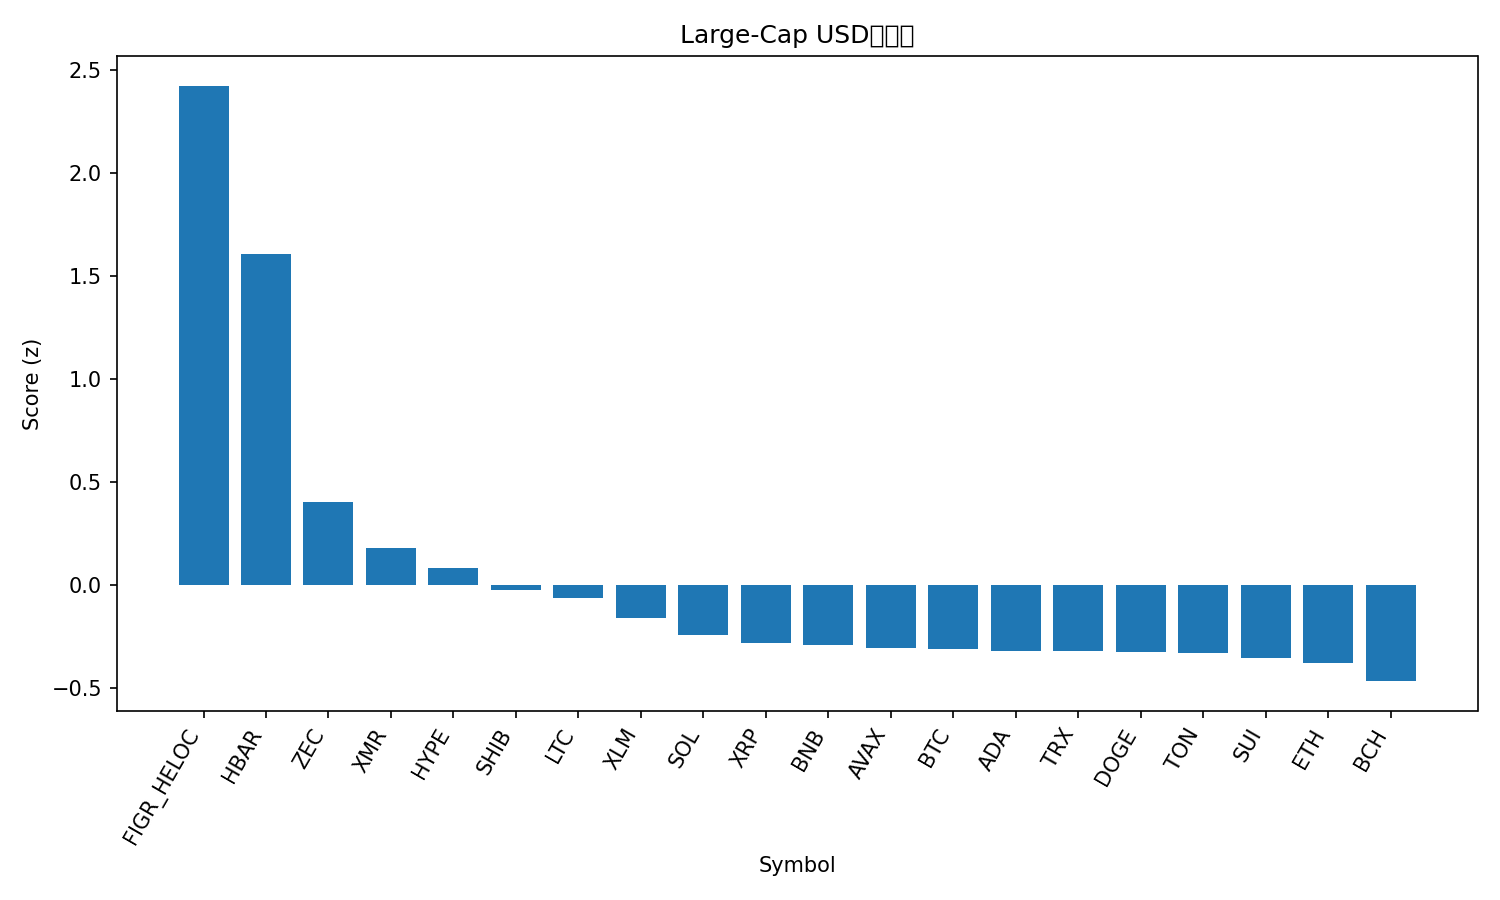 Large-Cap USD
2.5
2.0
1.5
1.0
0.5
0.0
−0.5
Score (z)
FIGR_HELOC
HBAR
ZEC
XMR
HYPE
SHIB
LTC
XLM
SOL
XRP
BNB
AVAX
BTC
ADA
TRX
DOGE
TON
SUI
ETH
BCH
Symbol